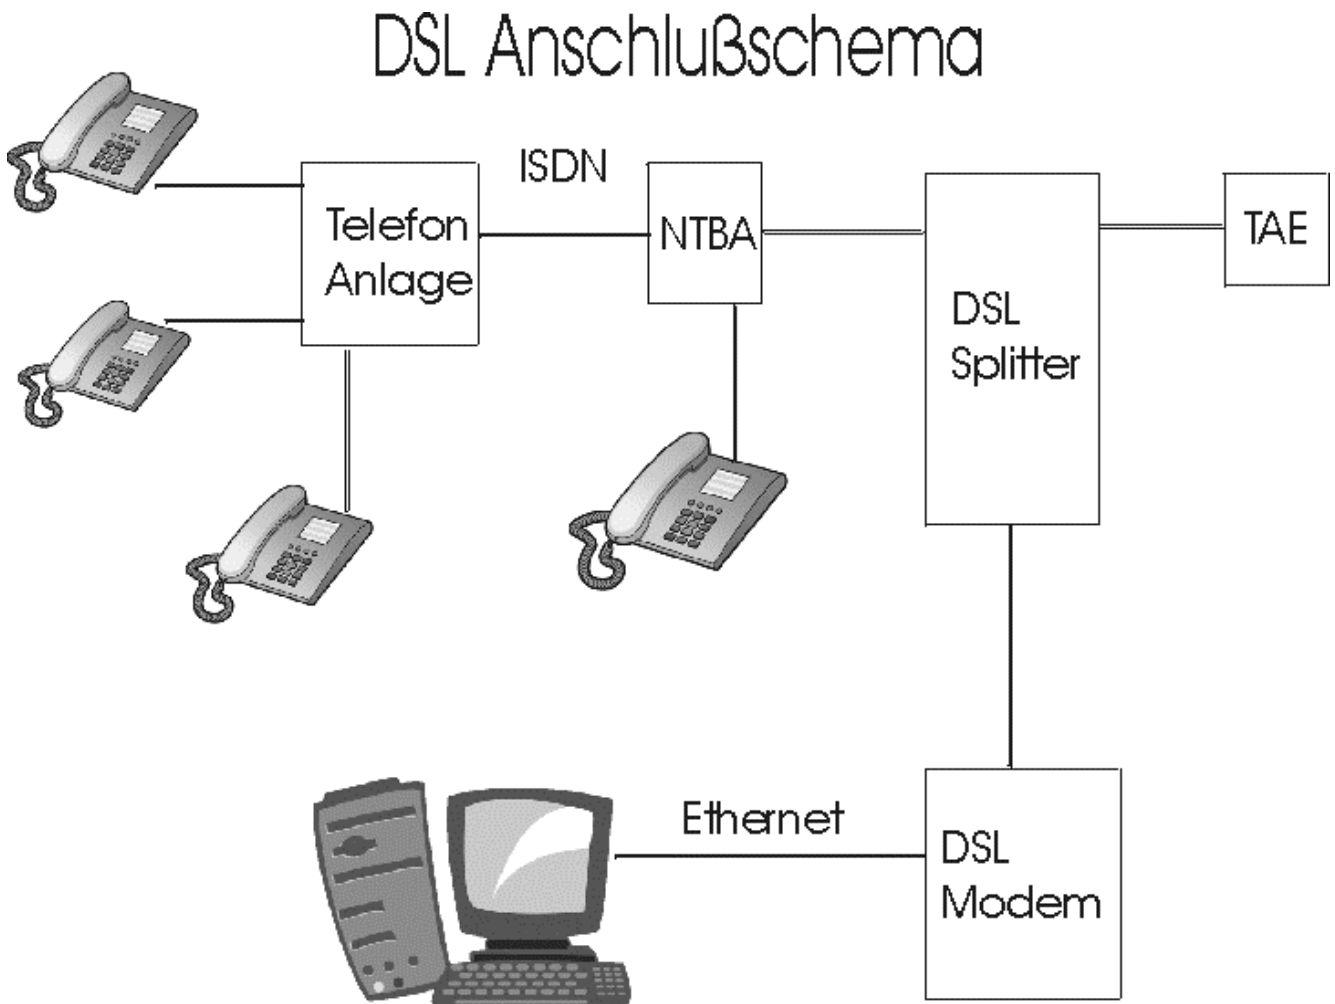 DSL Anschlußschema
ISDN
Telefon
Anlage
NTBA
TAE
DSL
Splitter
Ethernet
DSL
Modem